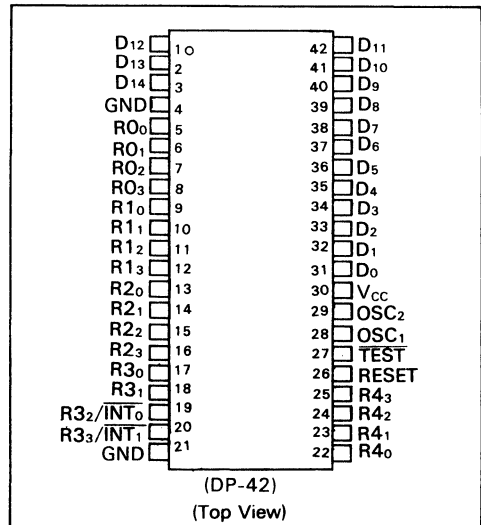 D12 1 42 D11
D13 2 41 D10
D14 3 40 D9
GND 4 39 D8
R00 5 38 D7
R01 6 37 D6
R02 7 36 D5
R03 8 35 D4
R10 9 34 D3
R11 10 33 D2
R12 11 32 D1
R13 12 31 D0
R20 13 30 VCC
R21 14 29 OSC2
R22 15 28 OSC1
R23 16 27 TEST
R30 17 26 RESET
R31 18 25 R43
R32/INT0 19 24 R42
R33/INT1 20 23 R41
GND 21 22 R40
(DP-42)
(Top View)